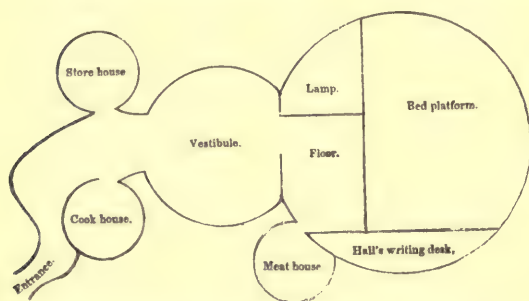 Store house
Lamp.
Bed platform.
Vestibule.
Floor.
Cook house.
Hall's writing desk,
Meat house
Entrance.